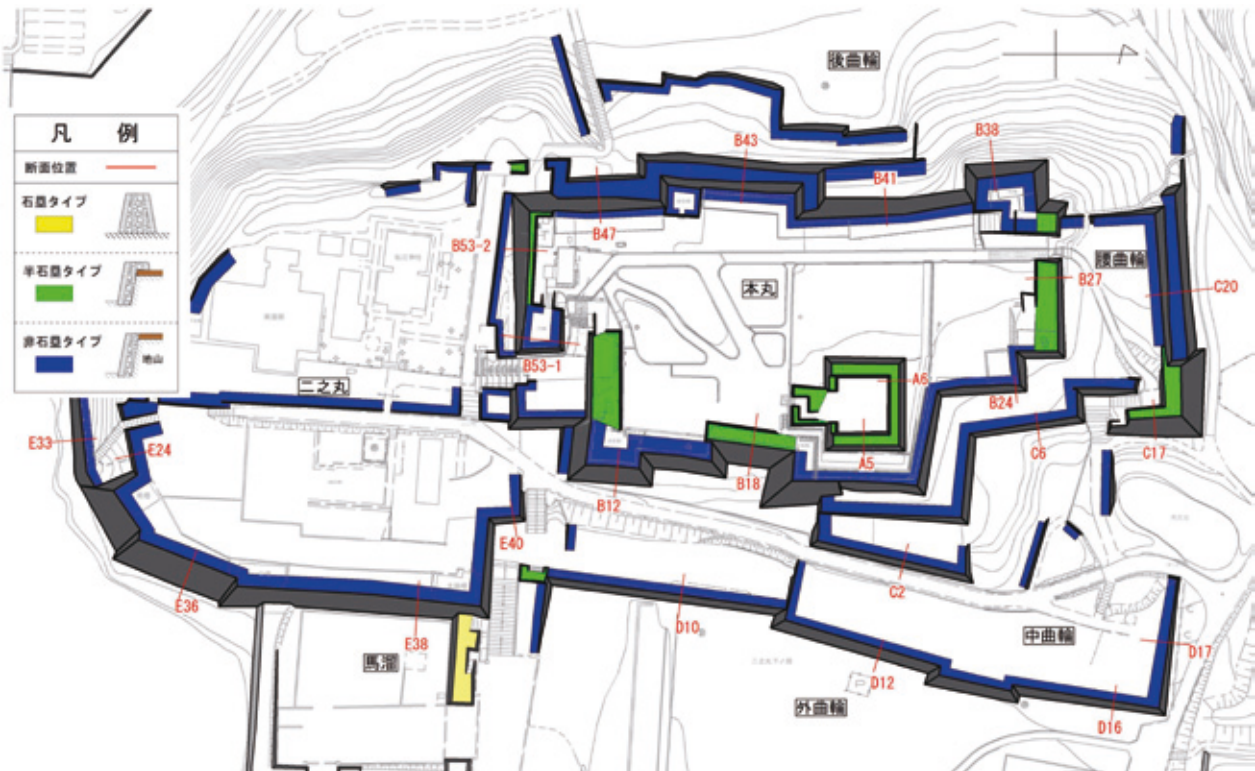 凡 例
断面位置
石塁タイプ
半石塁タイプ
非石塁タイプ
地山
後曲輪
B38
B43
B41
B47
B53-2
腰曲輪
B27
C20
本丸
B53-1
A6
二之丸
B24
E33
E24
C6
C17
A5
B18
B12
E40
C2
E36
D10
E38
中曲輪
D17
馬溜
D12
P
外曲輪
D16